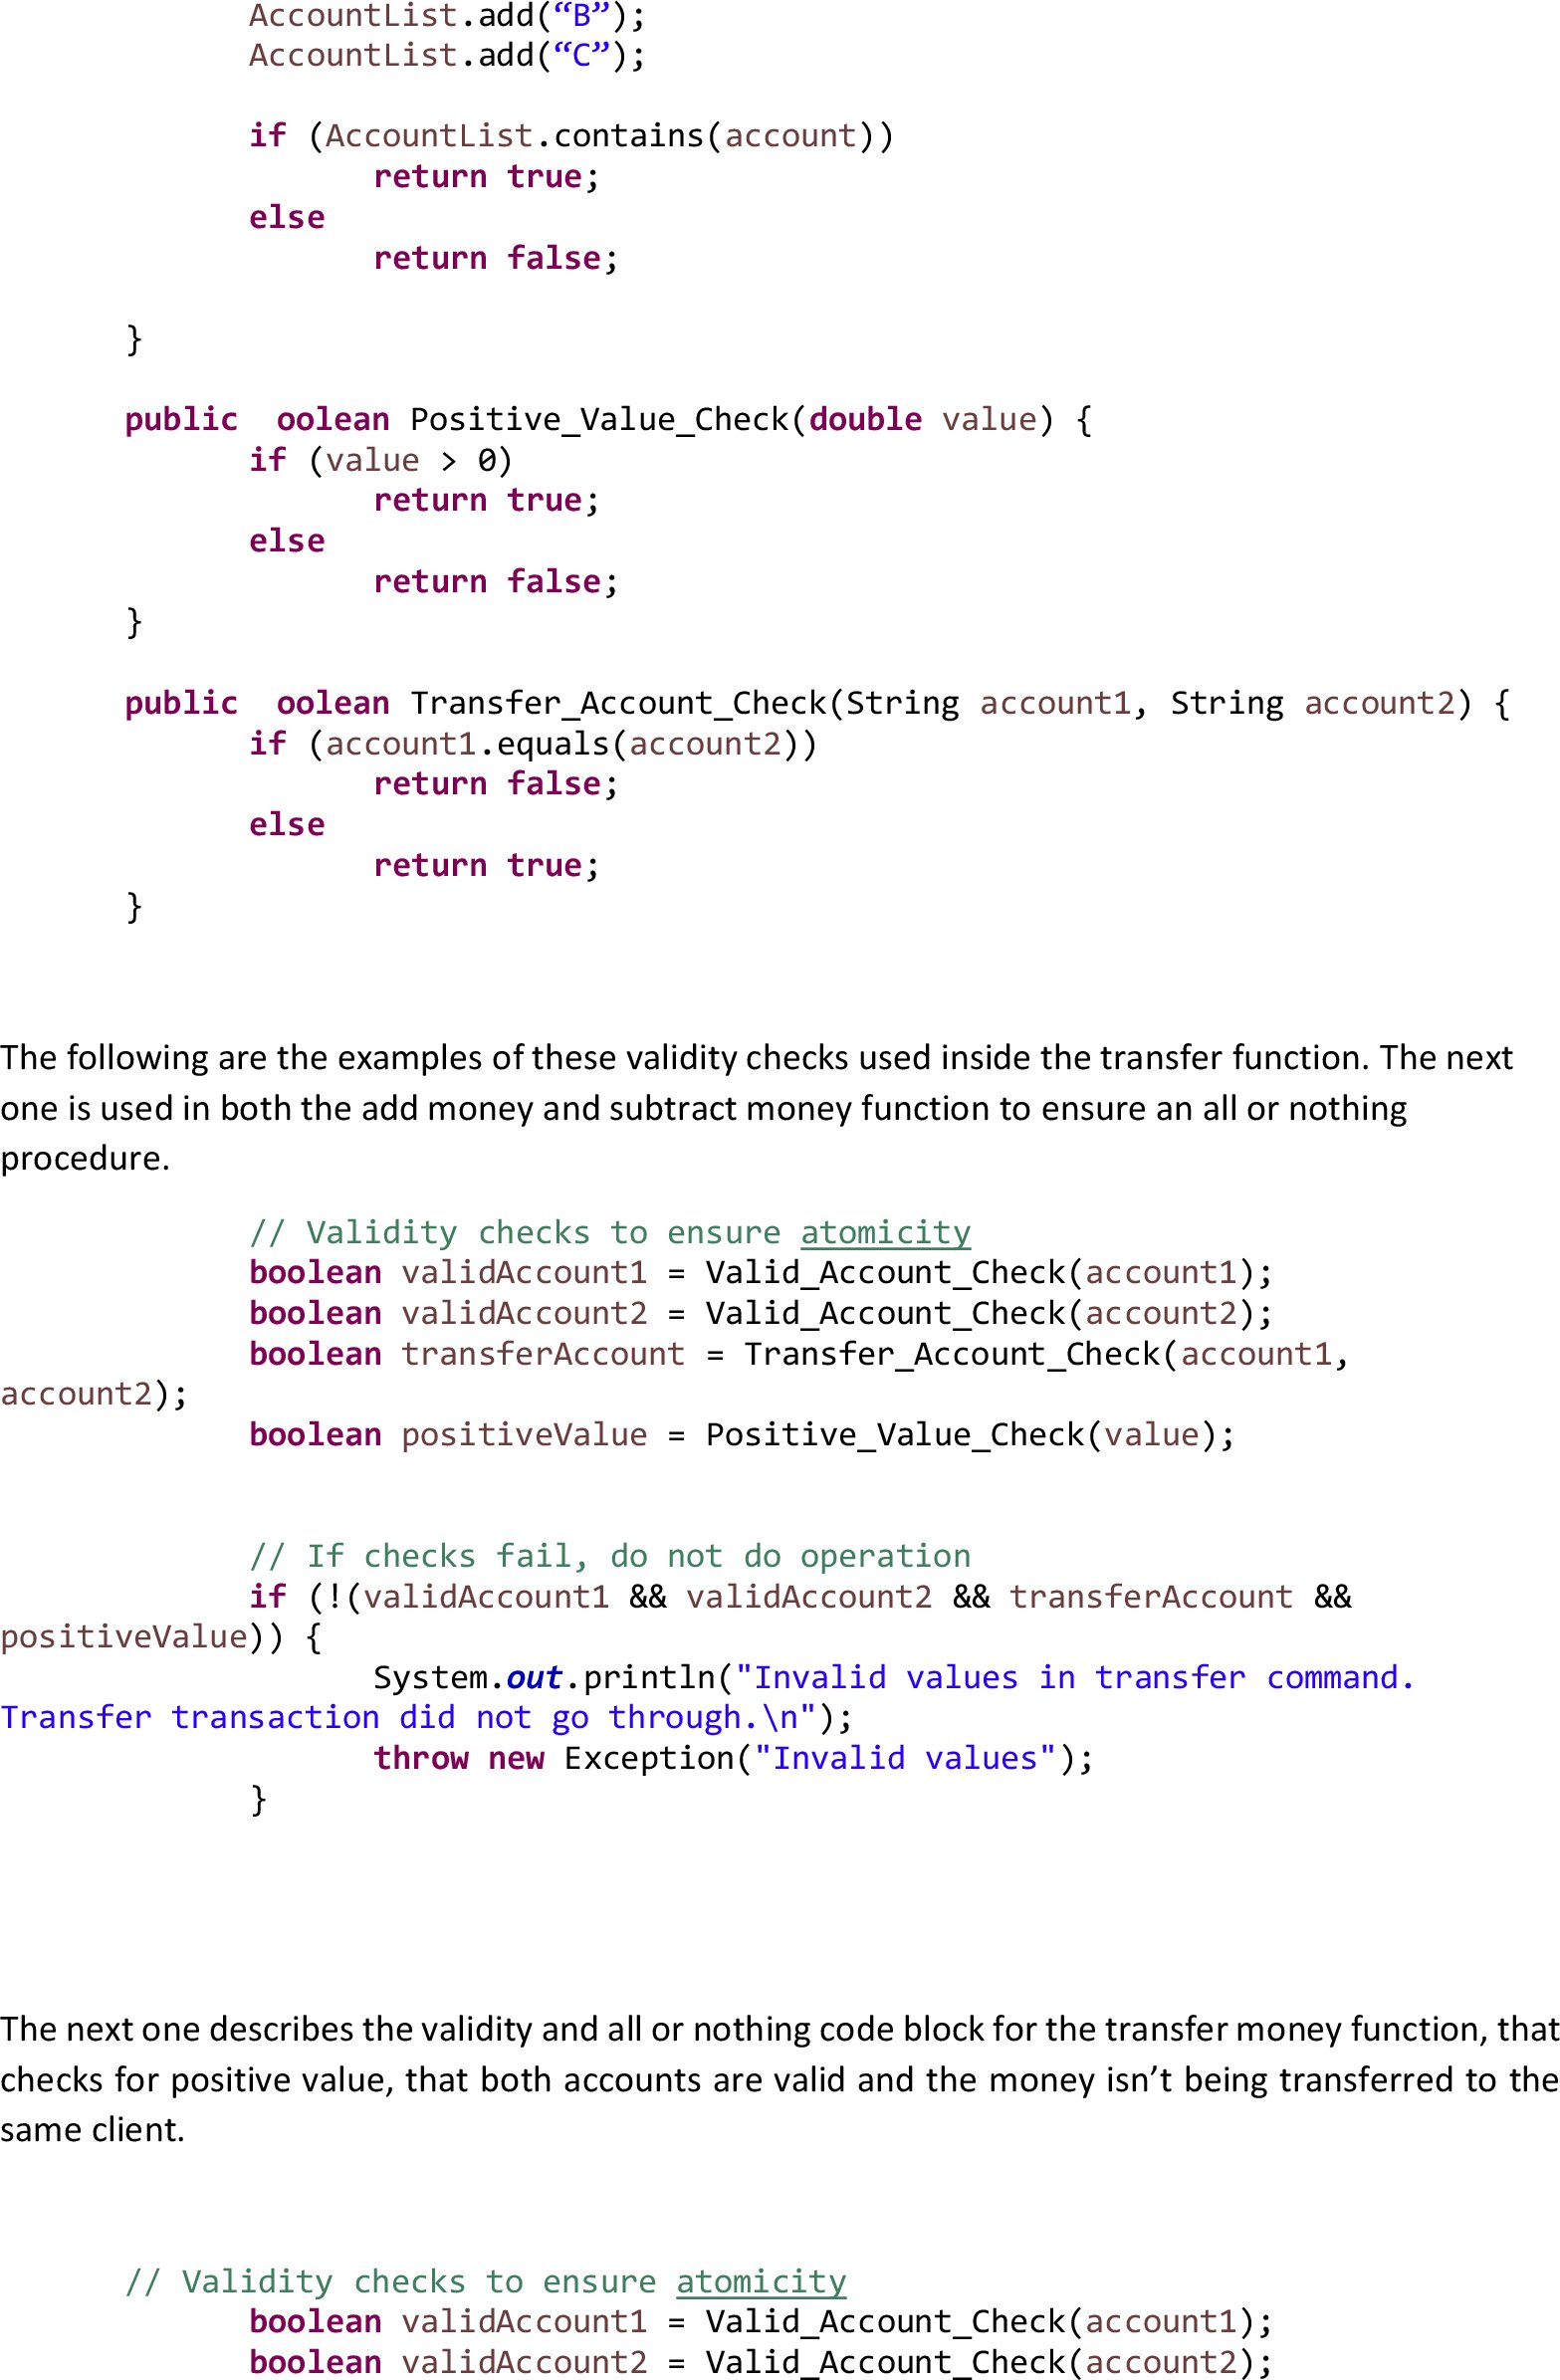 AccountList.add(“B”);
AccountList.add(“C”);
if (AccountList.contains(account))
return true;
else
return false;
}
public  oolean Positive_Value_Check(double value) {
if (value > 0)
return true;
else
return false;
}
public  oolean Transfer_Account_Check(String account1, String account2) {
if (account1.equals(account2))
return false;
else
return true;
}
The following are the examples of these validity checks used inside the transfer function. The next
one is used in both the add money and subtract money function to ensure an all or nothing
procedure.
// Validity checks to ensure atomicity
boolean validAccount1 = Valid_Account_Check(account1);
boolean validAccount2 = Valid_Account_Check(account2);
boolean transferAccount = Transfer_Account_Check(account1,
account2);
boolean positiveValue = Positive_Value_Check(value);
// If checks fail, do not do operation
if (!(validAccount1 && validAccount2 && transferAccount &&
positiveValue)) {
System.out.println("Invalid values in transfer command.
Transfer transaction did not go through.\n");
throw new Exception("Invalid values");
}
The next one describes the validity and all or nothing code block for the transfer money function, that
checks for positive value, that both accounts are valid and the money isn’t being transferred to the
same client.
// Validity checks to ensure atomicity
boolean validAccount1 = Valid_Account_Check(account1);
boolean validAccount2 = Valid_Account_Check(account2);